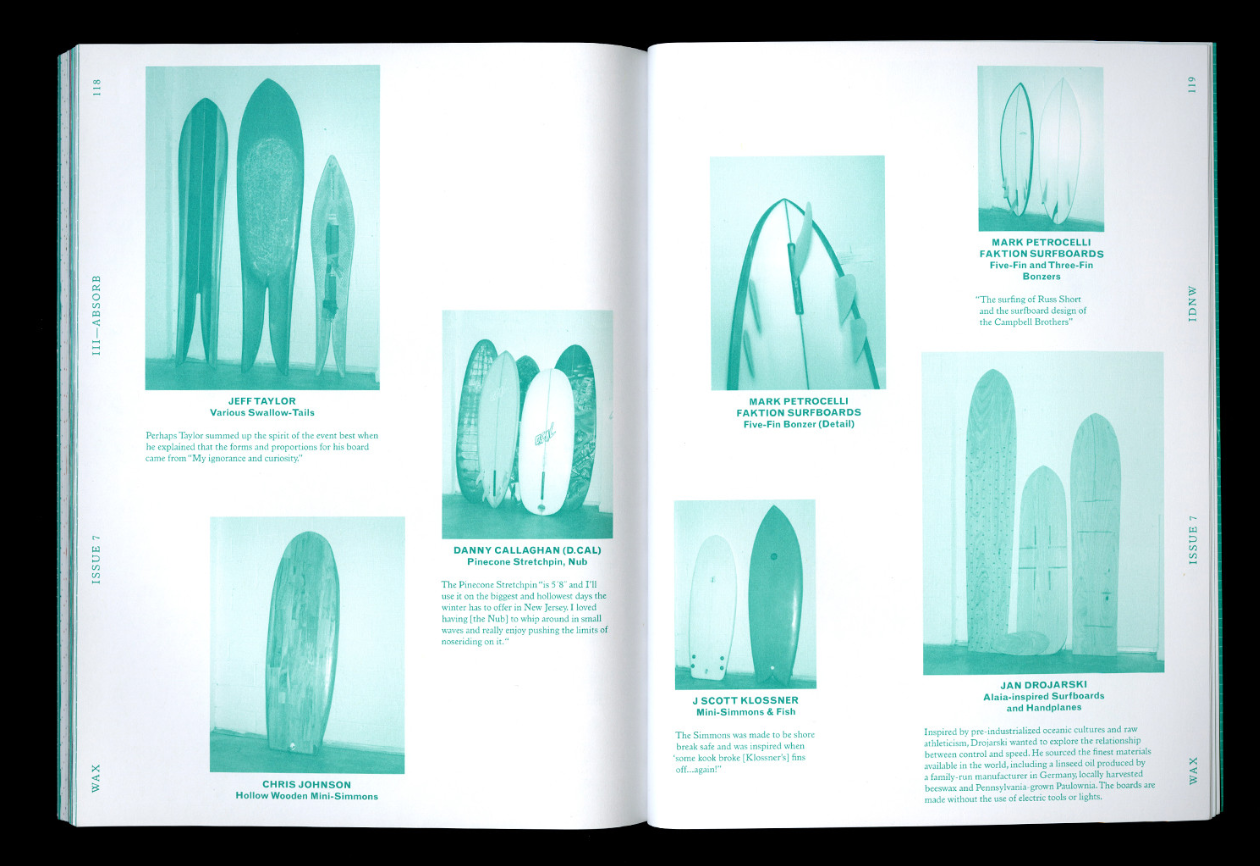 118
III—ABSORB
ISSUE 7
WAX
JEFF TAYLOR
Various Swallow-Tails
Perhaps Taylor summed up the spirit of the event best when
he explained that the forms and proportions for his board
came from “My ignorance and curiosity.”
CHRIS JOHNSON
Hollow Wooden Mini-Simmons
DANNY CALLAGHAN (D.CAL)
Pinecone Stretchpin, Nub
The Pinecone Stretchpin “is 5'8" and I'll
use it on the biggest and hollowest days the
winter has to offer in New Jersey. I loved
having [the Nub] to whip around in small
waves and really enjoy pushing the limits of
noseriding on it.”
MARK PETROCELLI
FAKTION SURFBOARDS
Five-Fin Bonzer (Detail)
J SCOTT KLOSSNER
Mini-Simmons & Fish
The Simmons was made to be shore
break safe and was inspired when
“some kook broke [Klossner's] fins
off...again!”
MARK PETROCELLI
FAKTION SURFBOARDS
Five-Fin and Three-Fin
Bonzers
“The surfing of Russ Short
and the surfboard design of
the Campbell Brothers”
JAN DROJARSKI
Alaia-inspired Surfboards
and Handplanes
Inspired by pre-industrialized oceanic cultures and raw
athleticism, Drojarski wanted to explore the relationship
between control and speed. He sourced the finest materials
available in the world, including a linseed oil produced by
a family-run manufacturer in Germany, locally harvested
beeswax and Pennsylvania-grown Paulownia. The boards are
made without the use of electric tools or lights.
119
IDNW
ISSUE 7
WAX